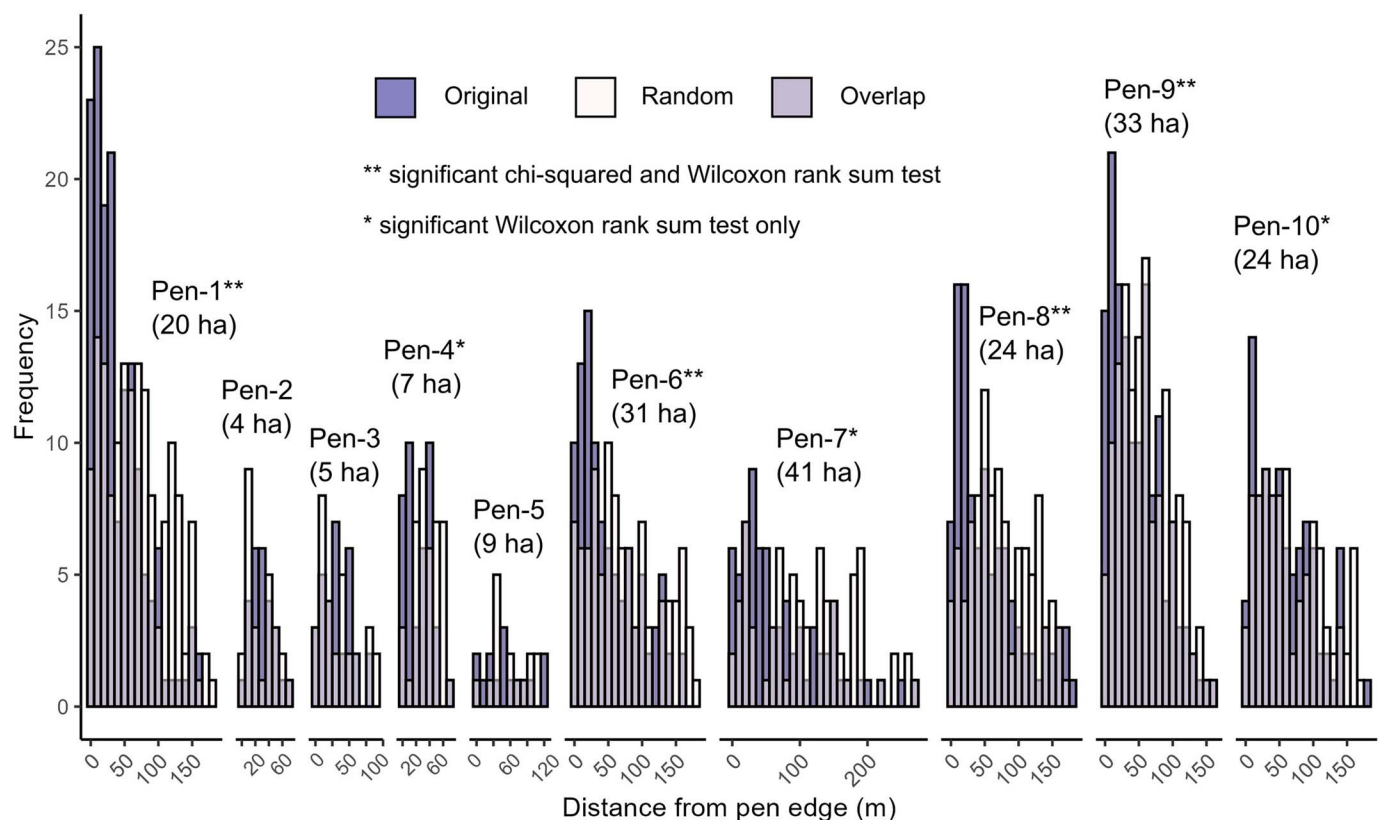 25
20
15
10
5
0
Frequency
Original
Random
Overlap
** significant chi-squared and Wilcoxon rank sum test
* significant Wilcoxon rank sum test only
Pen-1**
(20 ha)
Pen-2
(4 ha)
Pen-3
(5 ha)
Pen-4*
(7 ha)
Pen-5
(9 ha)
Pen-6**
(31 ha)
Pen-7*
(41 ha)
Pen-8**
(24 ha)
Pen-9**
(33 ha)
Pen-10*
(24 ha)
0 50 100 150
20 60
0 50 100
20 60
0 60 120
0 50 100 150
0 100 200
0 50 100 150
0 50 100 150
0 50 100 150
Distance from pen edge (m)